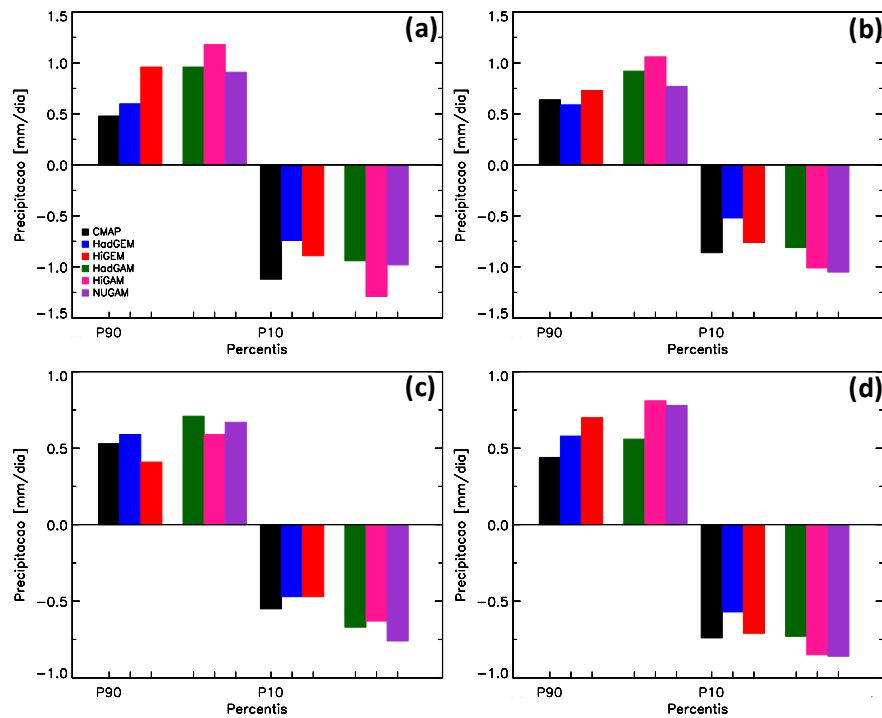 (a)
1.5
1.0
0.5
0.0
−0.5
−1.0
−1.5
Precipitacao [mm/dia]
CMAP
HadGEM
HiGEM
HadGAM
HiGAM
NUGAM
P90 P10
Percentis
(b)
1.5
1.0
0.5
0.0
−0.5
−1.0
−1.5
Precipitacao [mm/dia]
P90 P10
Percentis
(c)
1.0
0.5
0.0
−0.5
−1.0
Precipitacao [mm/dia]
P90 P10
Percentis
(d)
1.0
0.5
0.0
−0.5
−1.0
Precipitacao [mm/dia]
P90 P10
Percentis